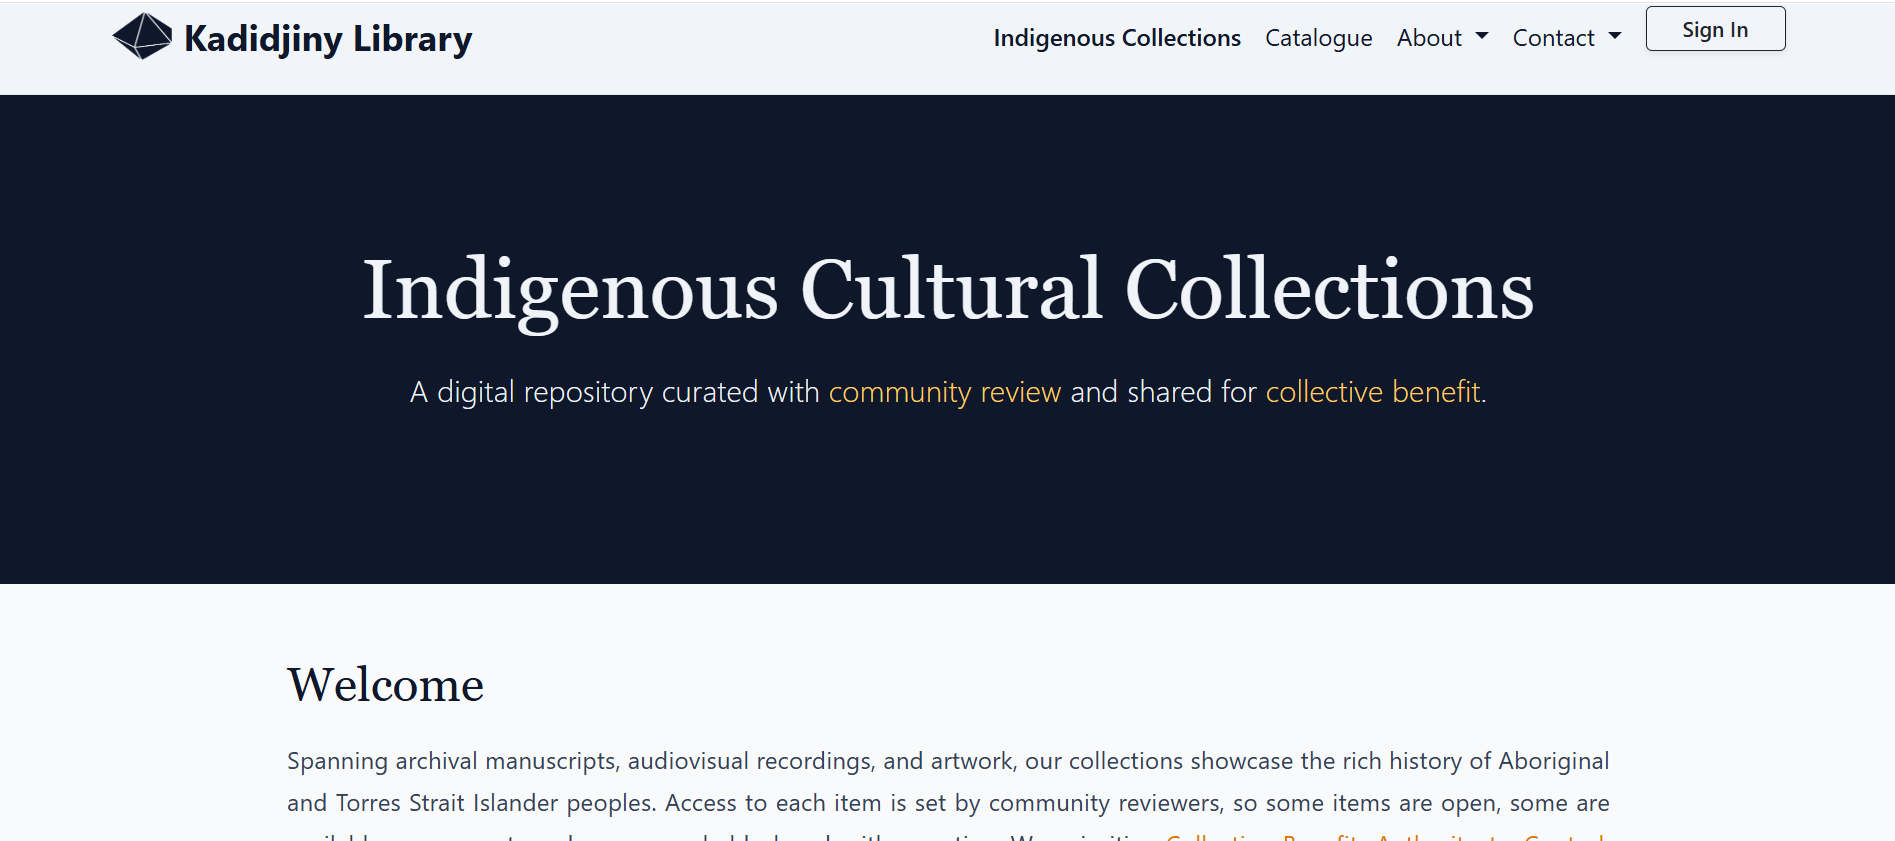 Kadidjiny Library
Indigenous Collections Catalogue About Contact Sign In
Indigenous Cultural Collections
A digital repository curated with community review and shared for collective benefit.
Welcome
Spanning archival manuscripts, audiovisual recordings, and artwork, our collections showcase the rich history of Aboriginal
and Torres Strait Islander peoples. Access to each item is set by community reviewers, so some items are open, some are